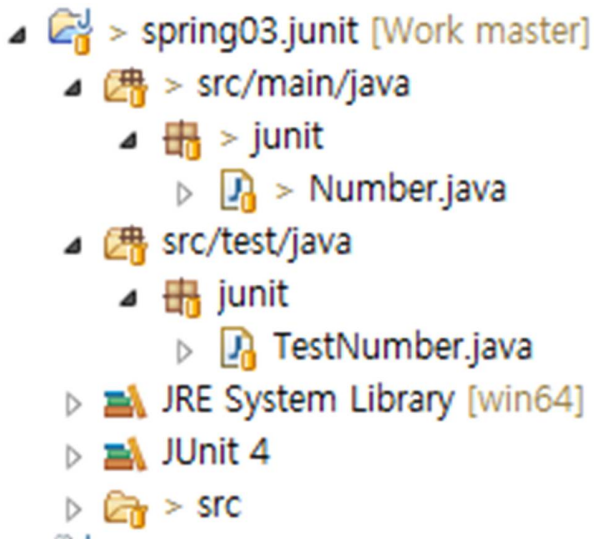 > spring03.junit [Work master]
> src/main/java
> junit
> Number.java
src/test/java
junit
TestNumber.java
JRE System Library [win64]
JUnit 4
> src